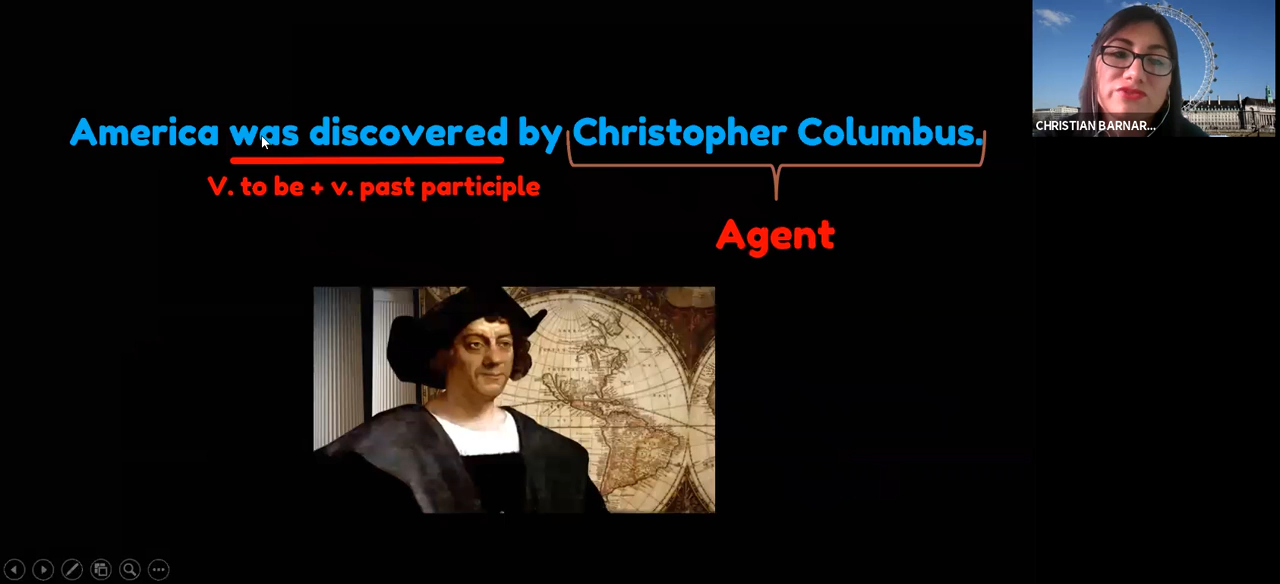 America was discovered by Christopher Columbus.
V. to be + v. past participle
Agent
CHRISTIAN BARNAR...